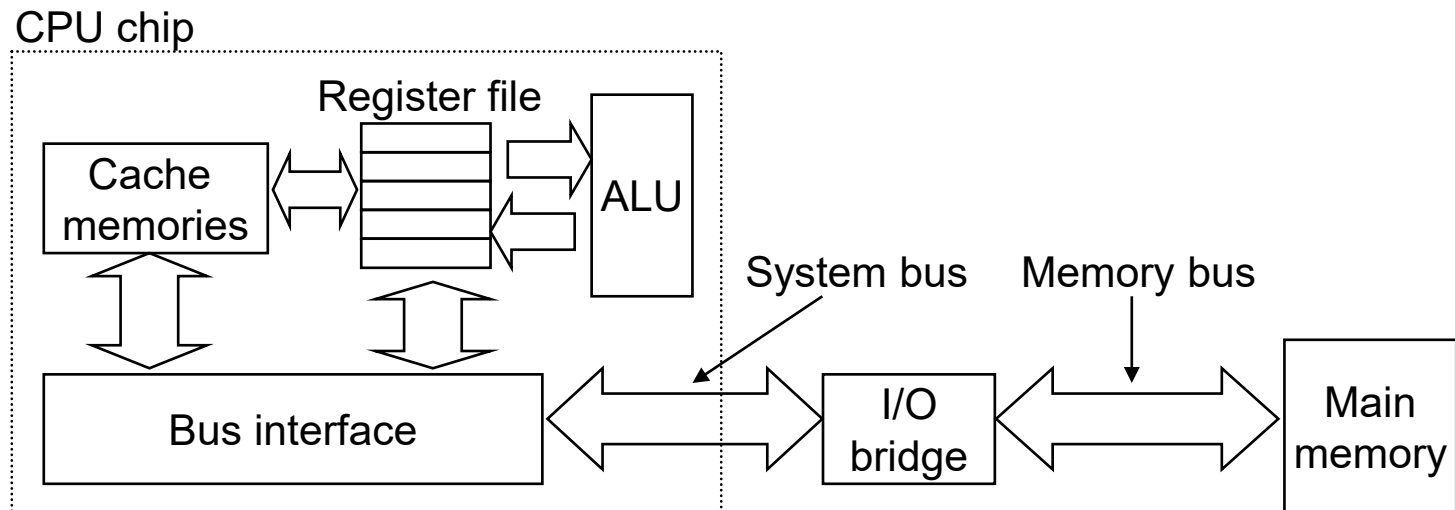 CPU chip
Register file
Cache
memories
ALU
System bus
Memory bus
Bus interface
I/O
bridge
Main
memory